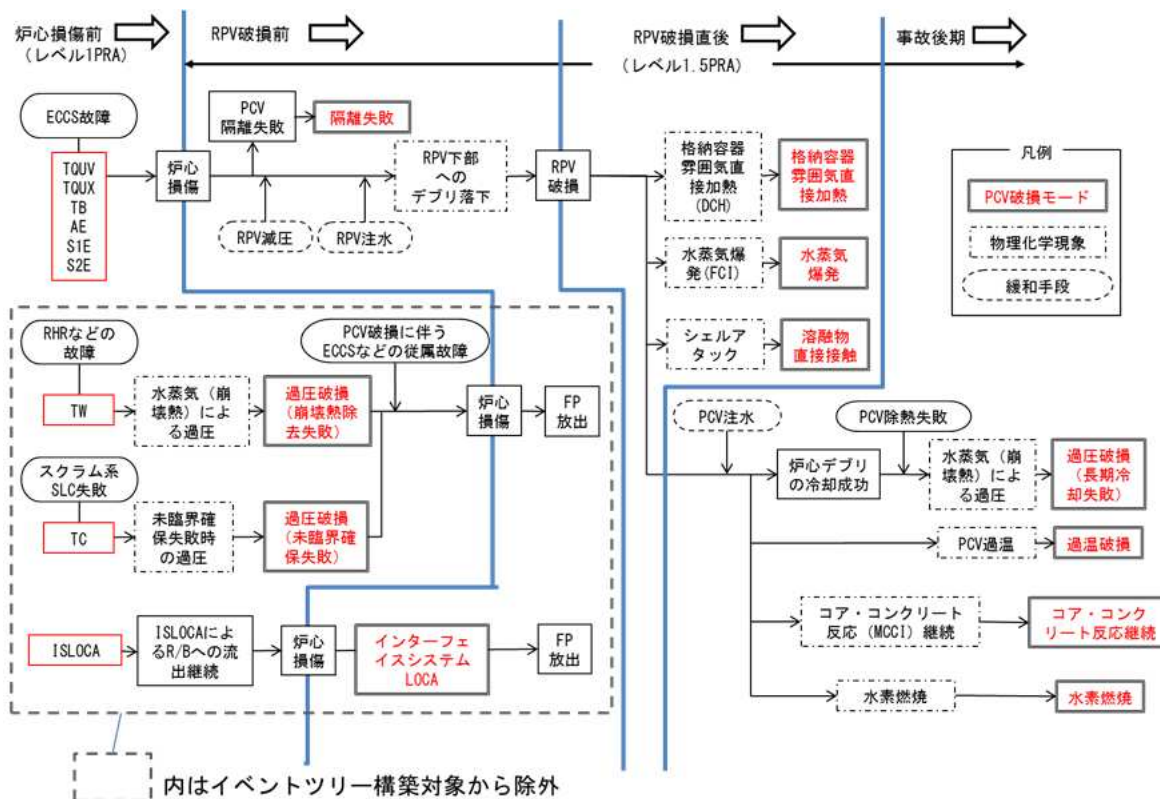 炉心損傷前
(レベル1PRA)
RPV破損前
RPV破損直後
(レベル1.5PRA)
事故後期
ECCS故障
TQUV
TQUX
TB
AE
S1E
S2E
炉心
損傷
PCV
隔離失敗
隔離失敗
RPV減圧
RPV注水
RPV下部
への
デブリ落下
RPV
破損
格納容器
雰囲気直
接加熱
(DCH)
格納容器
雰囲気直
接加熱
水蒸気爆
発(FCI)
水蒸気
爆発
シェルア
タック
溶融物
直接接触
凡例
PCV破損モード
物理化学現象
緩和手段
RHRなどの
故障
TW
水蒸気(崩
壊熱)によ
る過圧
過圧破損
(崩壊熱除
去失敗)
PCV破損に伴う
ECCSなどの従属故障
炉心
損傷
FP
放出
スクラム系
SLC失敗
TC
未臨界確
保失敗時
の過圧
過圧破損
(未臨界確
保失敗)
ISLOCA
ISLOCAによ
るR/Bへの流
出継続
炉心
損傷
インターフェ
イスシステム
LOCA
FP
放出
PCV注水
炉心デブリ
の冷却成功
PCV除熱失敗
水蒸気(崩
壊熱)によ
る過圧
過圧破損
(長期冷
却失敗)
PCV過温
過温破損
コア・コンクリート
反応(MCCI)継続
コア・コンク
リート反応継続
水素燃焼
水素燃焼
内はイベントツリー構築対象から除外